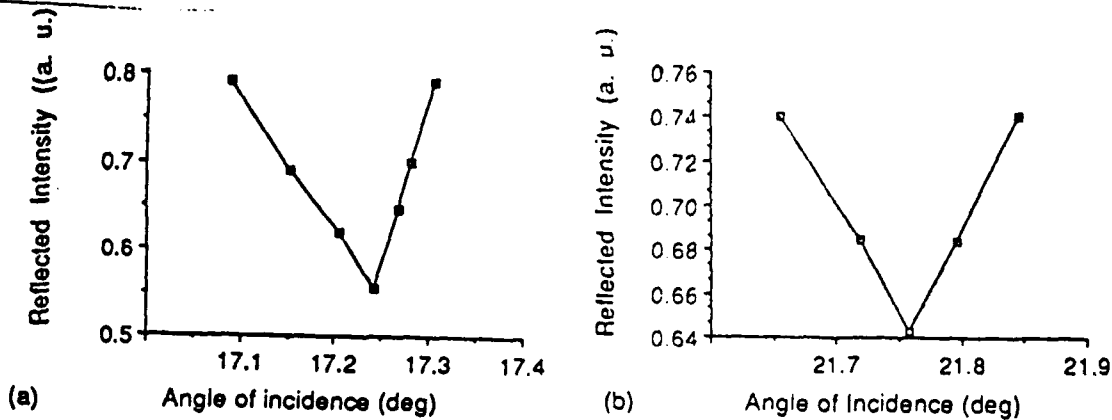 Reflected Intensity ((a. u.)
0.8
0.7
0.6
0.5
17.1 17.2 17.3 17.4
(a) Angle of incidence (deg)
Reflected Intensity (a. u.)
0.76
0.74
0.72
0.70
0.68
0.66
0.64
21.7 21.8 21.9
(b) Angle of Incidence (deg)